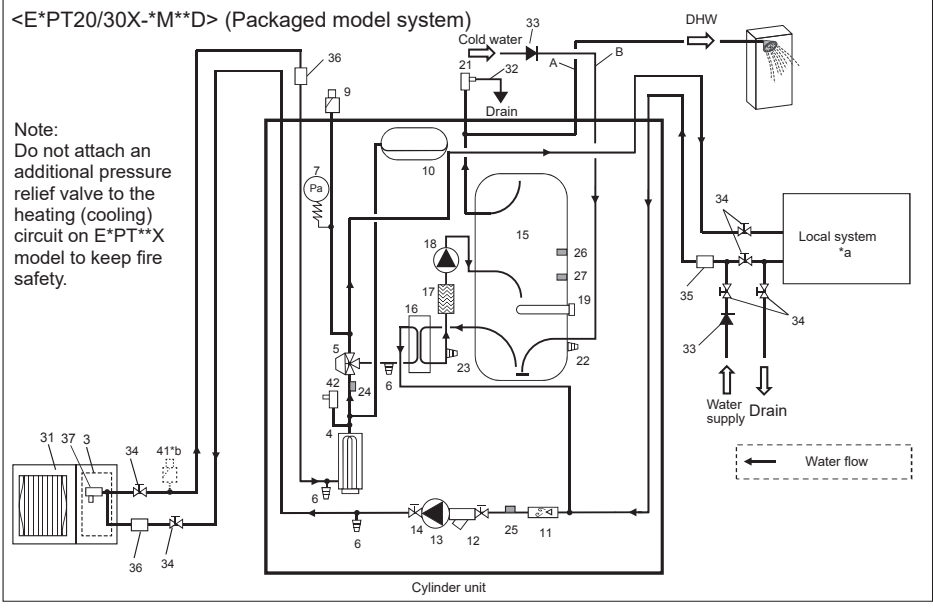 <E*PT20/30X-*M**D> (Packaged model system)
33
DHW
Cold water
A
B
36
21
32
9
Drain
Note:
Do not attach an
additional pressure
relief valve to the
heating (cooling)
circuit on E*PT**X
model to keep fire
safety.
7
Pa
10
15
34
Local system
*a
18
26
27
17
19
35
34
16
33
5
6
23
22
42
24
4
Water
supply
Drain
31
37
3
34
41*b
Water flow
6
36
34
6
14
13
12
25
11
Cylinder unit